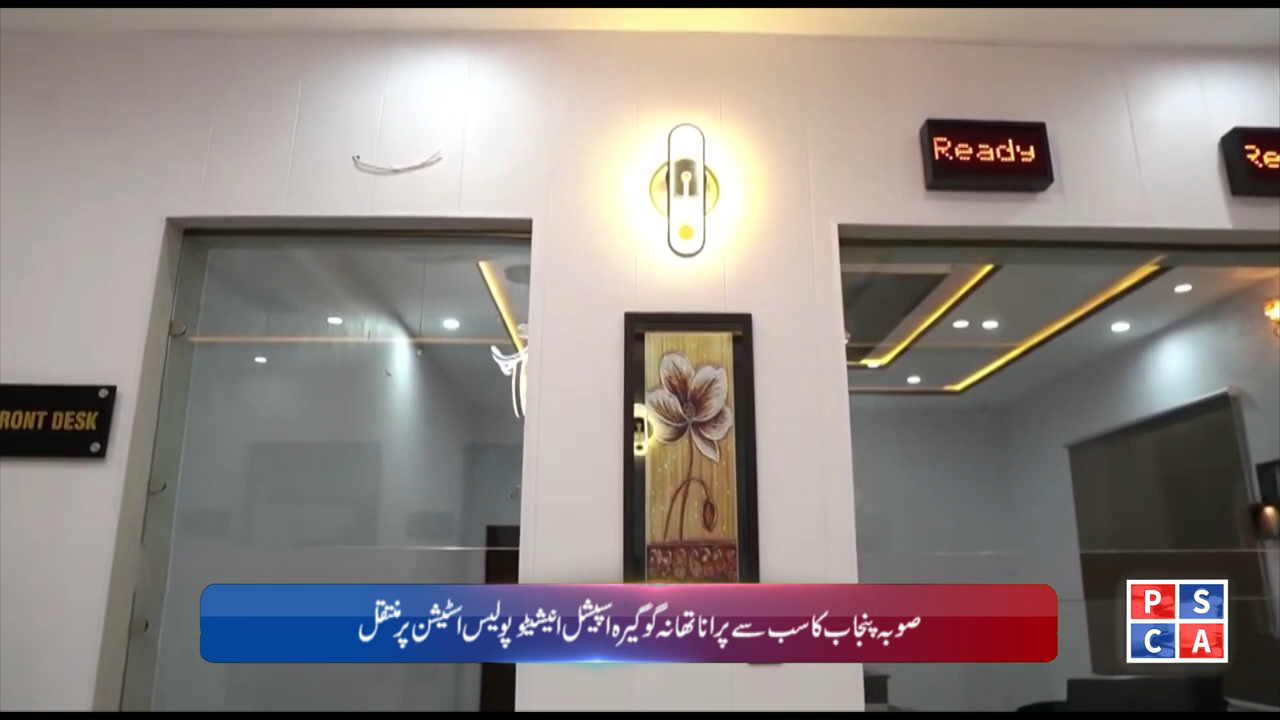 Ready
Re
RONT DESK
صوبہ پنجاب کا سب سے پرانا تھانہ گوگیرہ اسپیشل انیشیٹو پولیس اسٹیشن پر منتقل
P S
C A